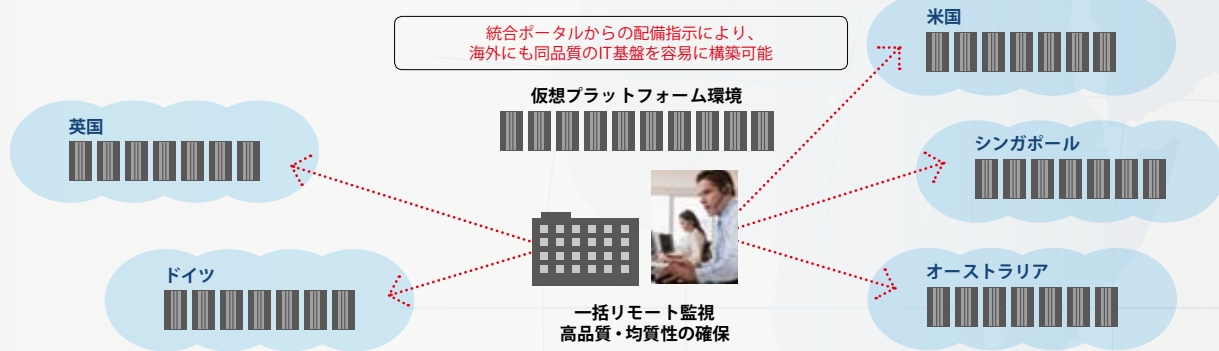 統合ポータルからの配備指示により、
海外にも同品質のIT基盤を容易に構築可能
米国
仮想プラットフォーム環境
英国
シンガポール
ドイツ
オーストラリア
一括リモート監視
高品質・均質性の確保